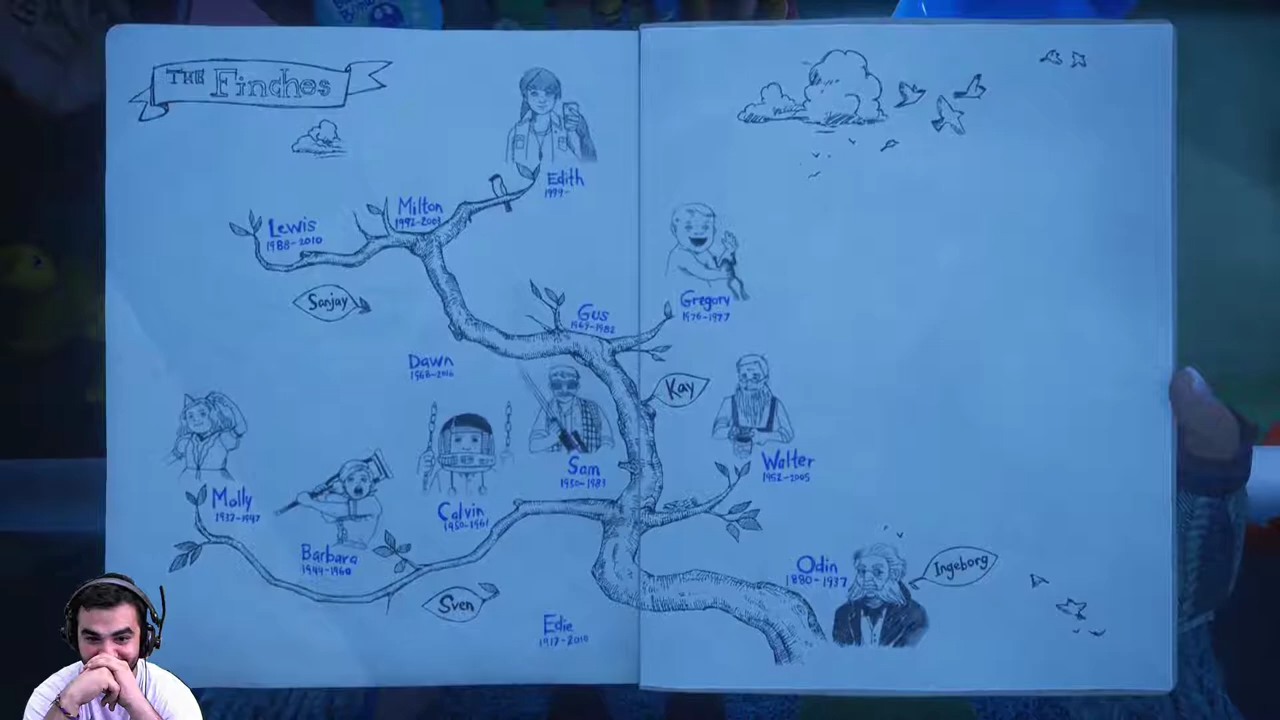 THE Finches
Edith
1999-
Milton
1992-2003
Lewis
1988-2010
Sanjay
Gregory
1976-1977
Gus
1969-1982
Dawn
1968-2016
Kay
Walter
1952-2005
Sam
1950-1983
Calvin
1950-1961
Molly
1937-1947
Barbara
1944-1960
Sven
Edie
1917-2010
Odin
1880-1937
Ingeborg